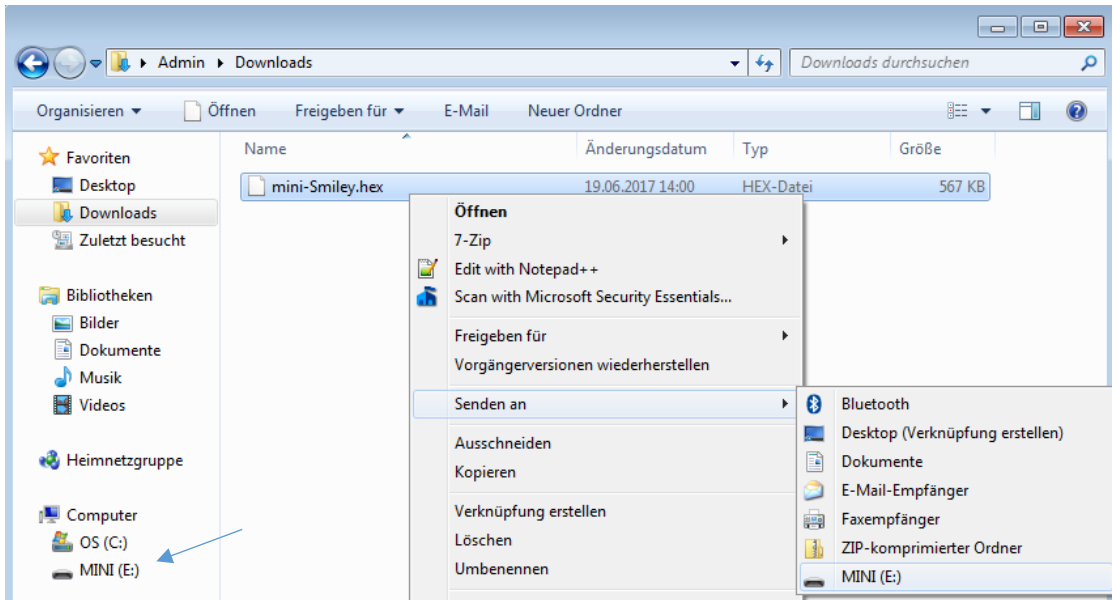 Admin Downloads
Downloads durchsuchen
Organisieren Öffnen Freigeben für E-Mail Neuer Ordner
Favoriten
Desktop
Downloads
Zuletzt besucht
Bibliotheken
Bilder
Dokumente
Musik
Videos
Heimnetzgruppe
Computer
OS (C:)
MINI (E:)
Name Änderungsdatum Typ Größe
mini-Smiley.hex 19.06.2017 14:00 HEX-Datei 567 KB
Öffnen
7-Zip
Edit with Notepad++
Scan with Microsoft Security Essentials...
Freigeben für
Vorgängerversionen wiederherstellen
Senden an
Ausschneiden
Kopieren
Verknüpfung erstellen
Löschen
Umbenennen
Bluetooth
Desktop (Verknüpfung erstellen)
Dokumente
E-Mail-Empfänger
Faxempfänger
ZIP-komprimierter Ordner
MINI (E:)